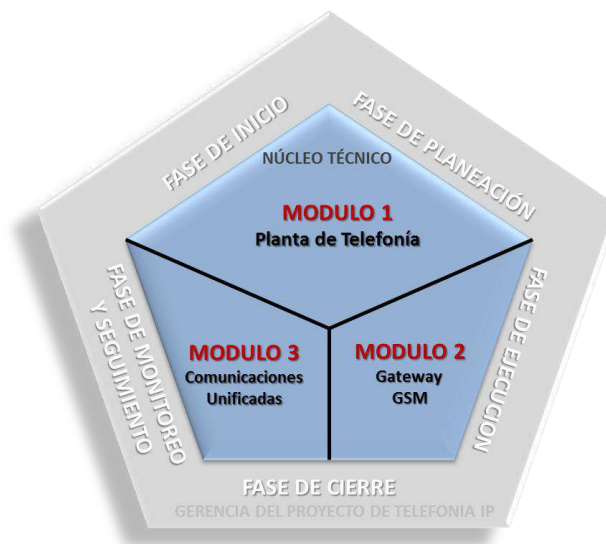 FASE DE INICIO
FASE DE PLANEACIÓN
NÚCLEO TÉCNICO
MODULO 1
Planta de Telefonía
FASE DE MONITOREO
Y SEGUIMIENTO
MODULO 3
Comunicaciones
Unificadas
MODULO 2
Gateway
GSM
FASE DE EJECUCION
FASE DE CIERRE
GERENCIA DEL PROYECTO DE TELEFONIA IP